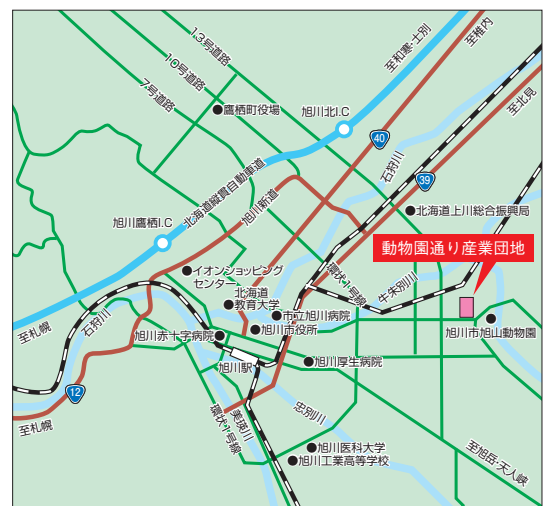 13号道路
10号道路
7号道路
至和寒・士別
至稚内
至北見
鷹栖町役場
旭川北I.C
40
石狩川
39
北海道縦貫自動車道
旭川新道
旭川鷹栖I.C
北海道上川総合振興局
動物園通り産業団地
イオンショッピング
センター
環状1号線
牛朱別川
北海道
教育大学
市立旭川病院
旭川市役所
旭川市旭山動物園
石狩川
至札幌
旭川赤十字病院
旭川駅
旭川厚生病院
12
至札幌
環状1号線
美瑛川
忠別川
旭川医科大学
旭川工業高等学校
至旭岳・天人峡